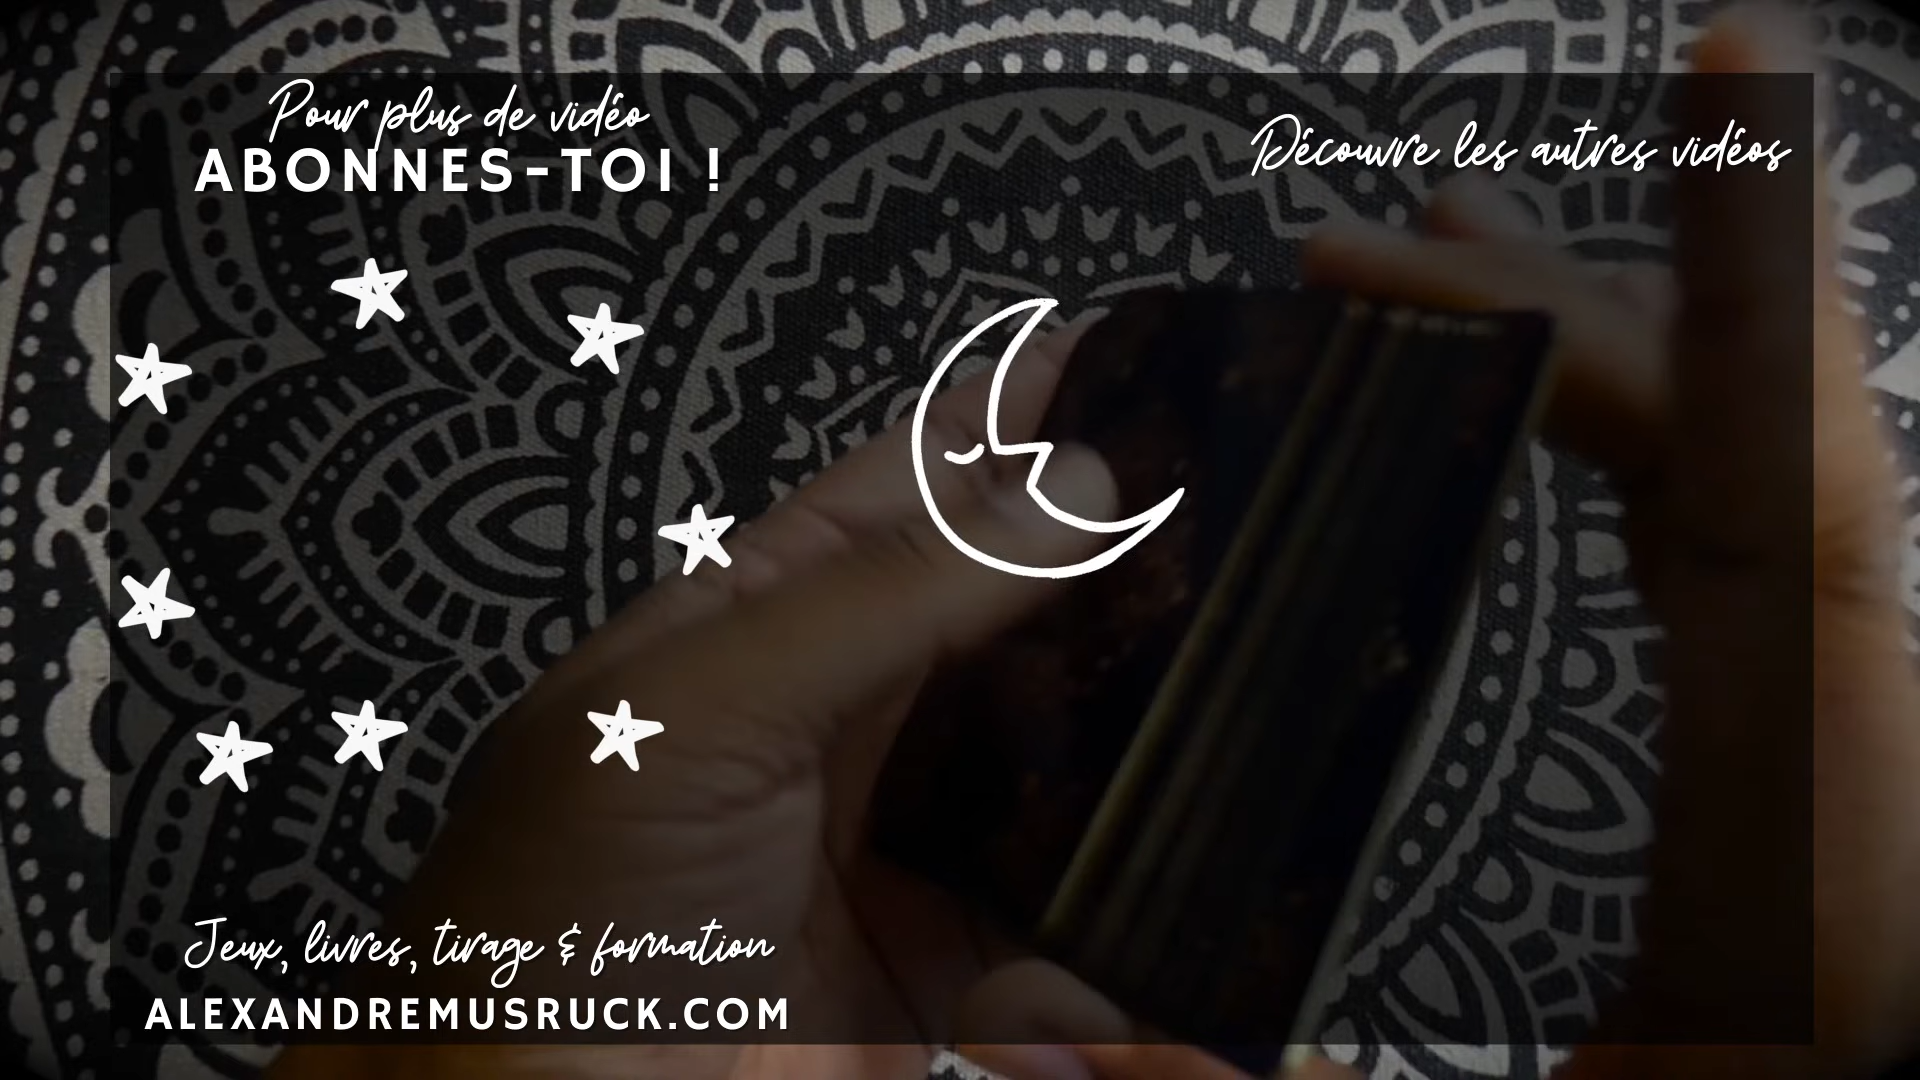 Pour plus de vidéo
ABONNES-TOI !
Découvre les autres vidéos
Jeux, livres, tirage & formation
ALEXANDREMUSRUCK.COM